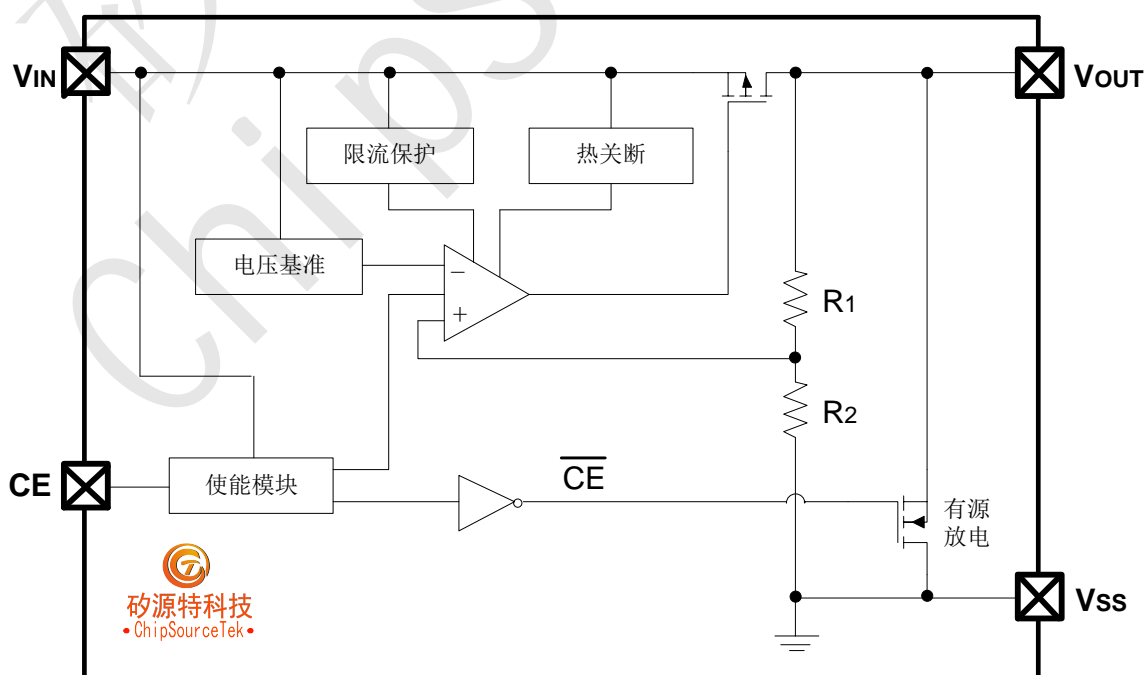 VIN
VOUT
限流保护
热关断
电压基准
−
+
R1
R2
CE
使能模块
CE
有源
放电
VSS
矽源特科技
ChipSourceTek
ChipS